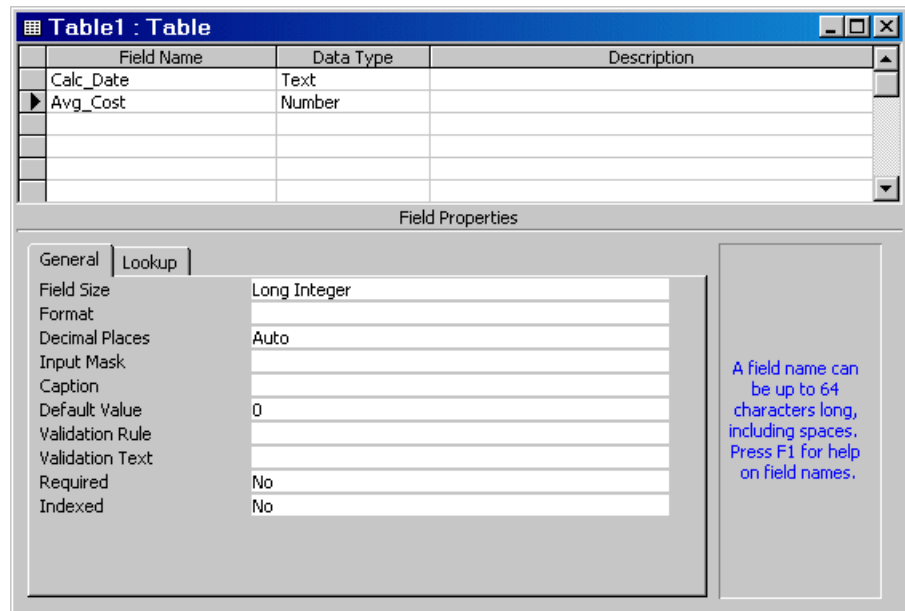 Table1 : Table
Field Name Data Type Description
Calc_Date Text
Avg_Cost Number
Field Properties
General Lookup
Field Size Long Integer
Format
Decimal Places Auto
Input Mask
Caption
Default Value 0
Validation Rule
Validation Text
Required No
Indexed No
A field name can
be up to 64
characters long,
including spaces.
Press F1 for help
on field names.